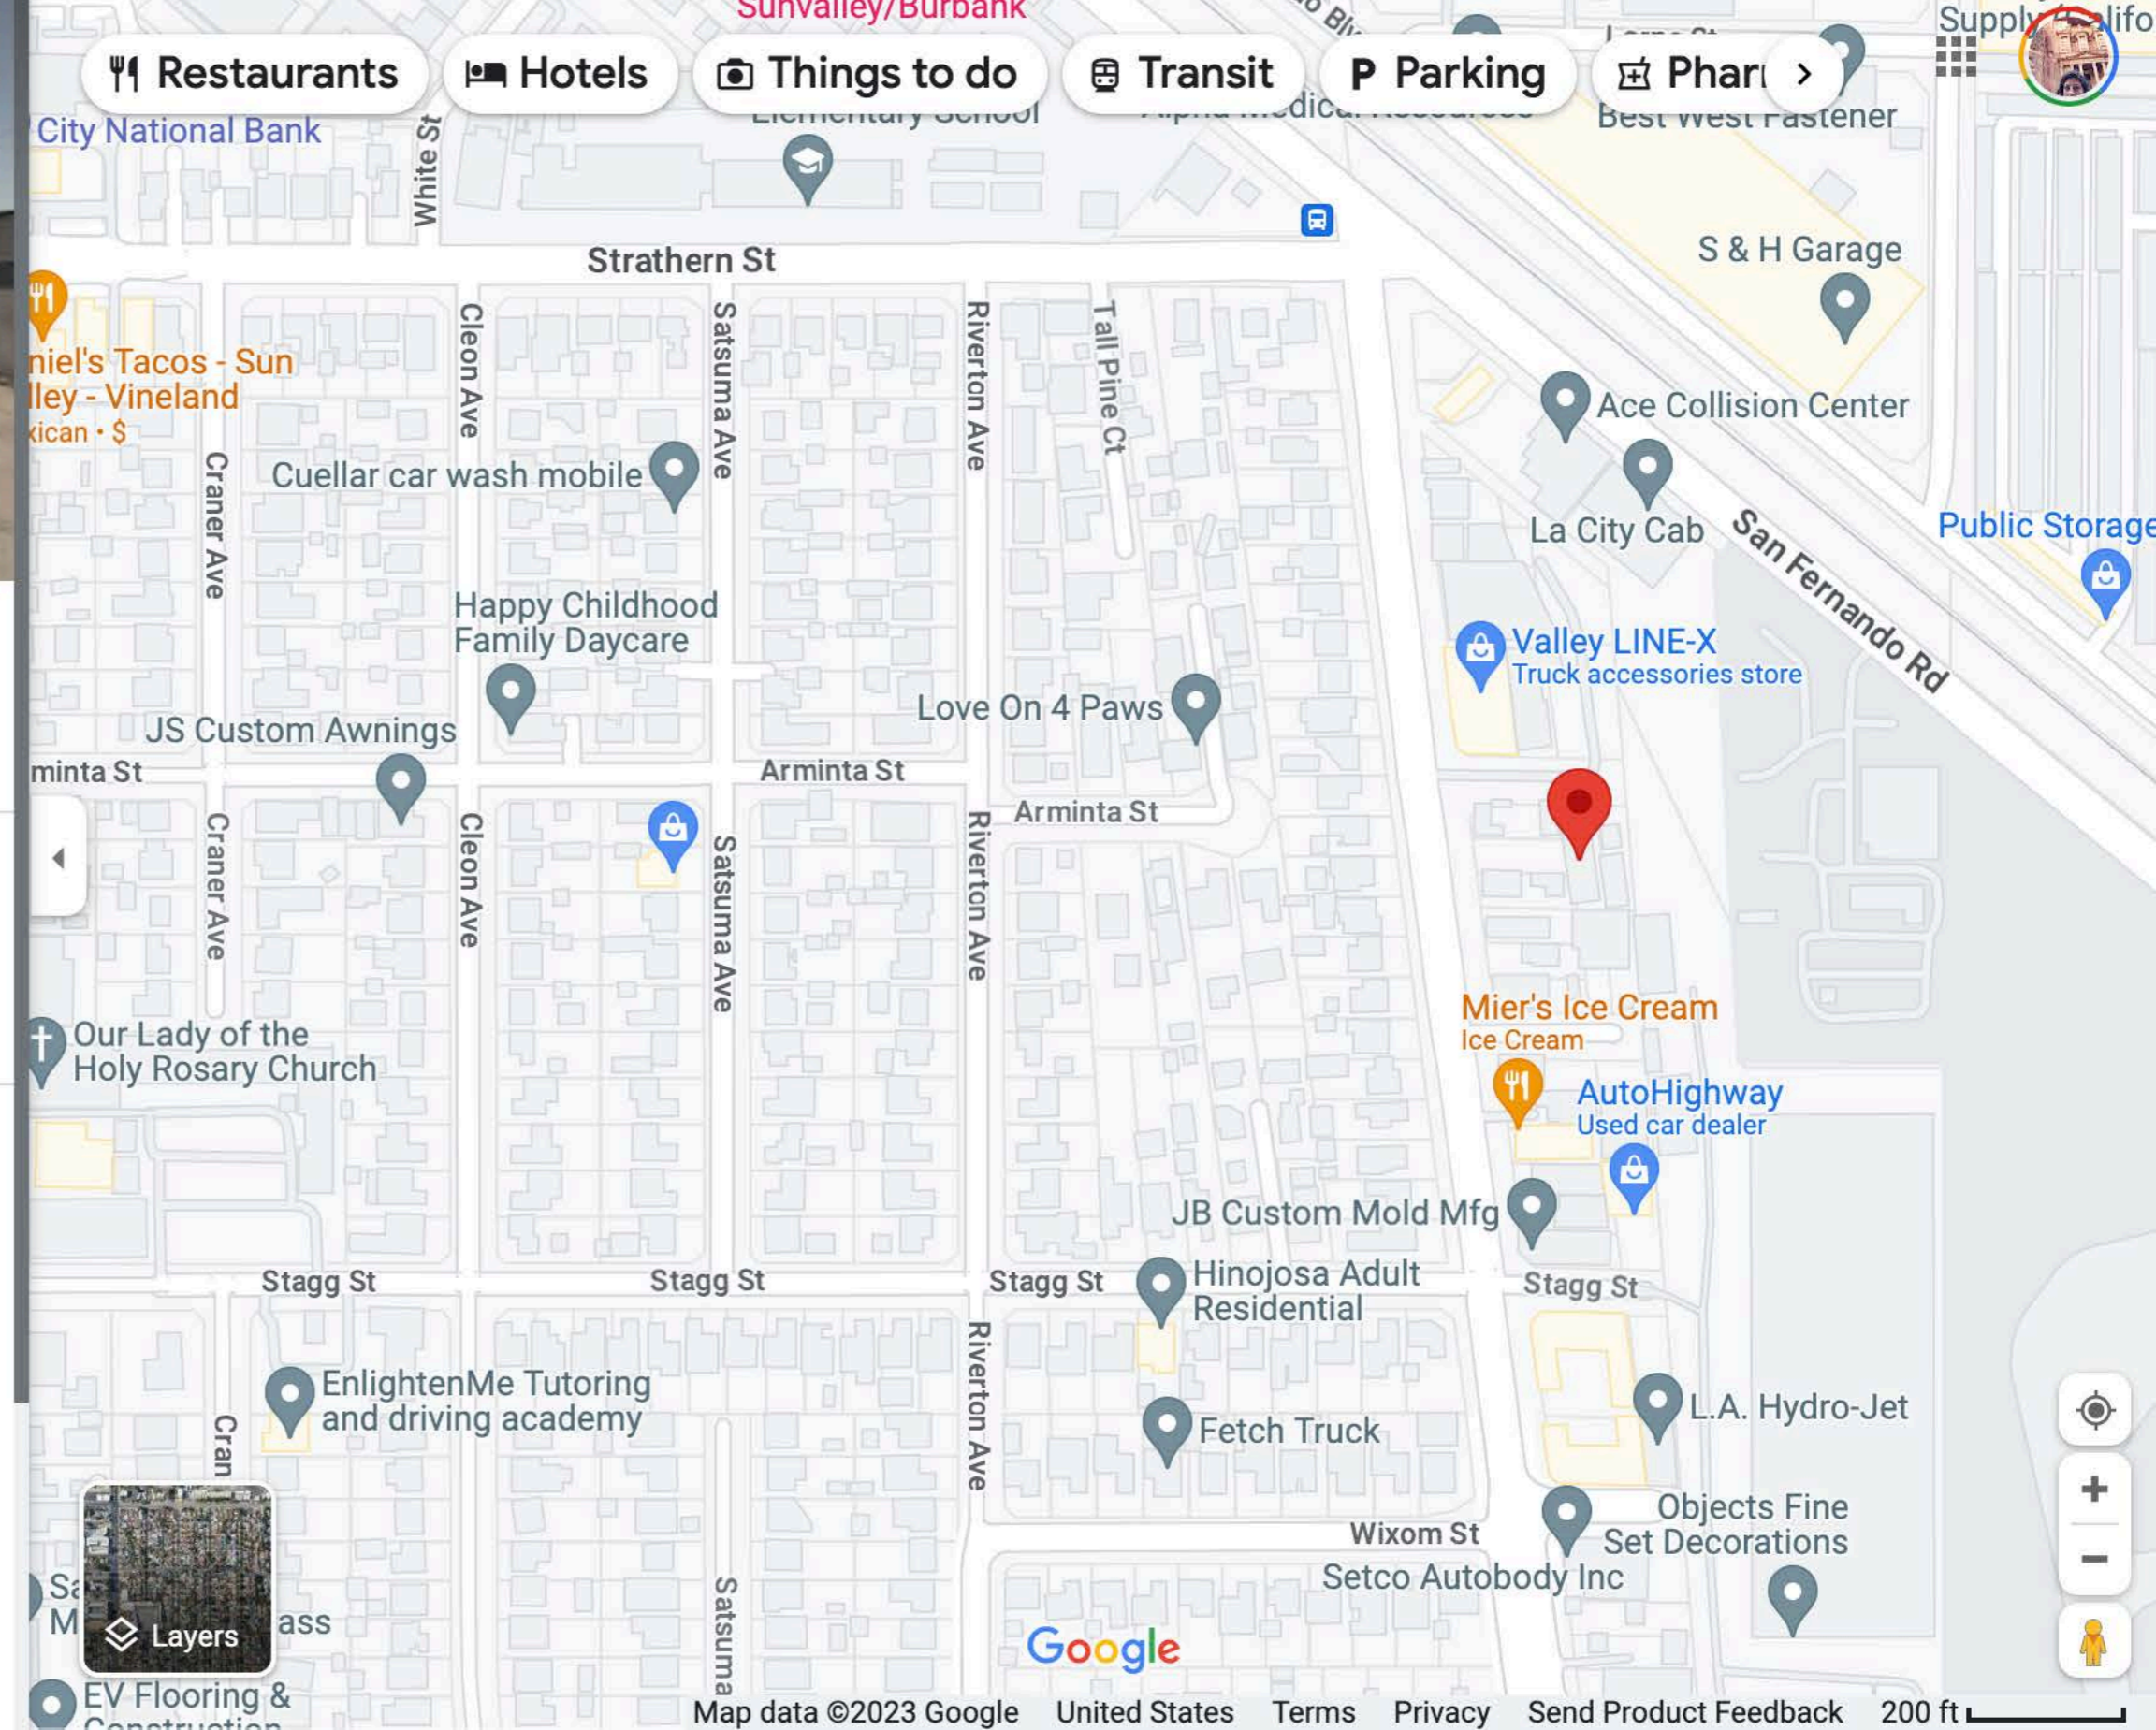 Sunvalley/Burbank
Restaurants
Hotels
Things to do
Transit
P Parking
City National Bank
White St
Elementary School
Best West Fastener
Supply
Strathern St
S & H Garage
niel's Tacos - Sun
lley - Vineland
xican • $
Cleon Ave
Satsuma Ave
Riverton Ave
Tall Pine Ct
Ace Collision Center
Craner Ave
Cuellar car wash mobile
La City Cab
San Fernando Rd
Public Storage
Happy Childhood
Family Daycare
Valley LINE-X
Truck accessories store
Love On 4 Paws
JS Custom Awnings
minta St
Arminta St
Arminta St
Craner Ave
Cleon Ave
Satsuma Ave
Riverton Ave
Mier's Ice Cream
Ice Cream
Our Lady of the
Holy Rosary Church
AutoHighway
Used car dealer
JB Custom Mold Mfg
Stagg St
Stagg St
Stagg St
Hinojosa Adult
Residential
Stagg St
EnlightenMe Tutoring
and driving academy
Cran
Riverton Ave
Fetch Truck
L.A. Hydro-Jet
Wixom St
Objects Fine
Set Decorations
Setco Autobody Inc
Satsuma
Sa
M
ass
Layers
Google
EV Flooring &
Construction
Map data ©2023 Google United States Terms Privacy Send Product Feedback 200 ft